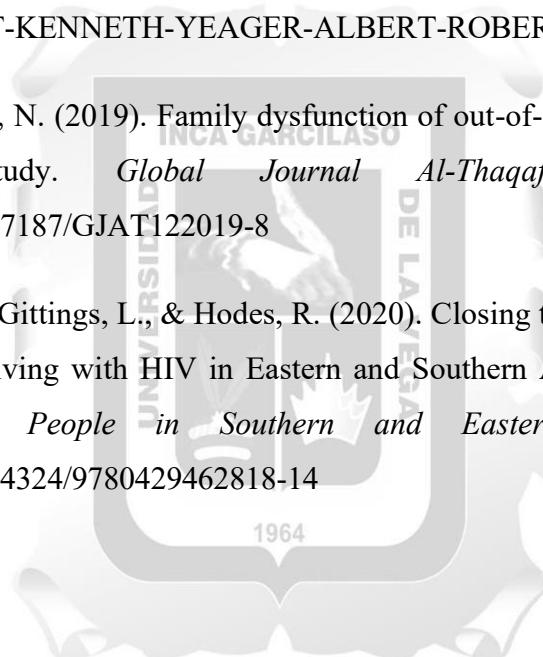 T-KENNETH-YEAGER-ALBERT-ROBER
, N. (2019). Family dysfunction of out-of-
INCA GARCILASO
tudy. Global Journal Al-Thaqaf
7187/GJAT122019-8
UNIVERSIDAD
DE LA VEGA
Gittings, L., & Hodes, R. (2020). Closing t
iving with HIV in Eastern and Southern A
People in Southern and Easter
4324/9780429462818-14
1964